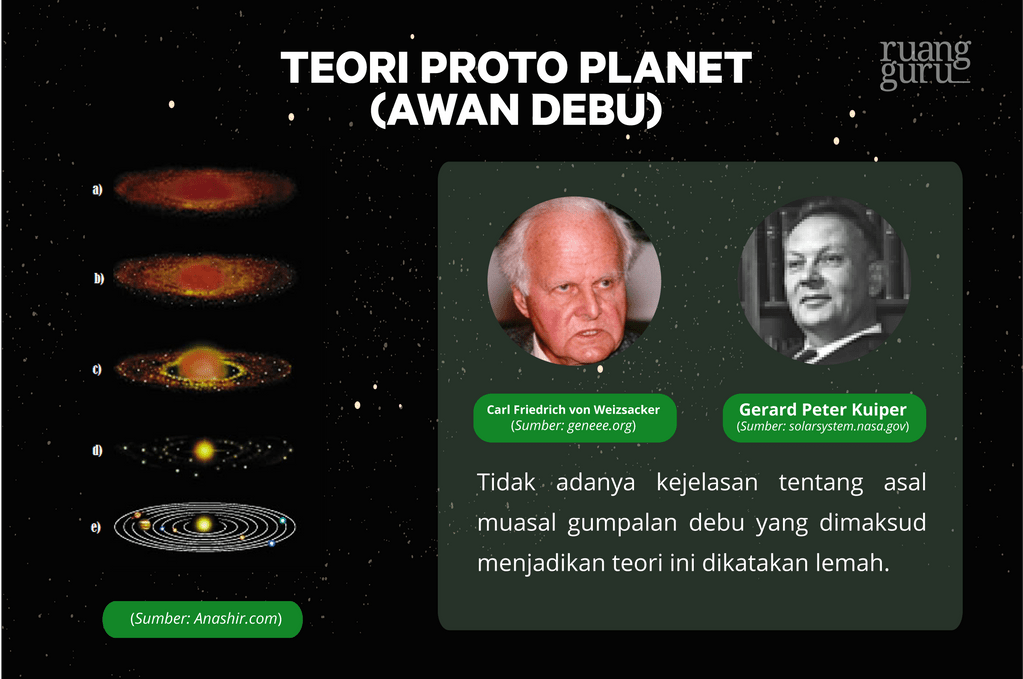 TEORI PROTO PLANET
(AWAN DEBU)
ruang
guru_
a)
b)
c)
d)
e)
(Sumber: Anashir.com)
Carl Friedrich von Weizsacker
(Sumber: geneee.org)
Gerard Peter Kuiper
(Sumber: solarsystem.nasa.gov)
Tidak adanya kejelasan tentang asal
muasal gumpalan debu yang dimaksud
menjadikan teori ini dikatakan lemah.